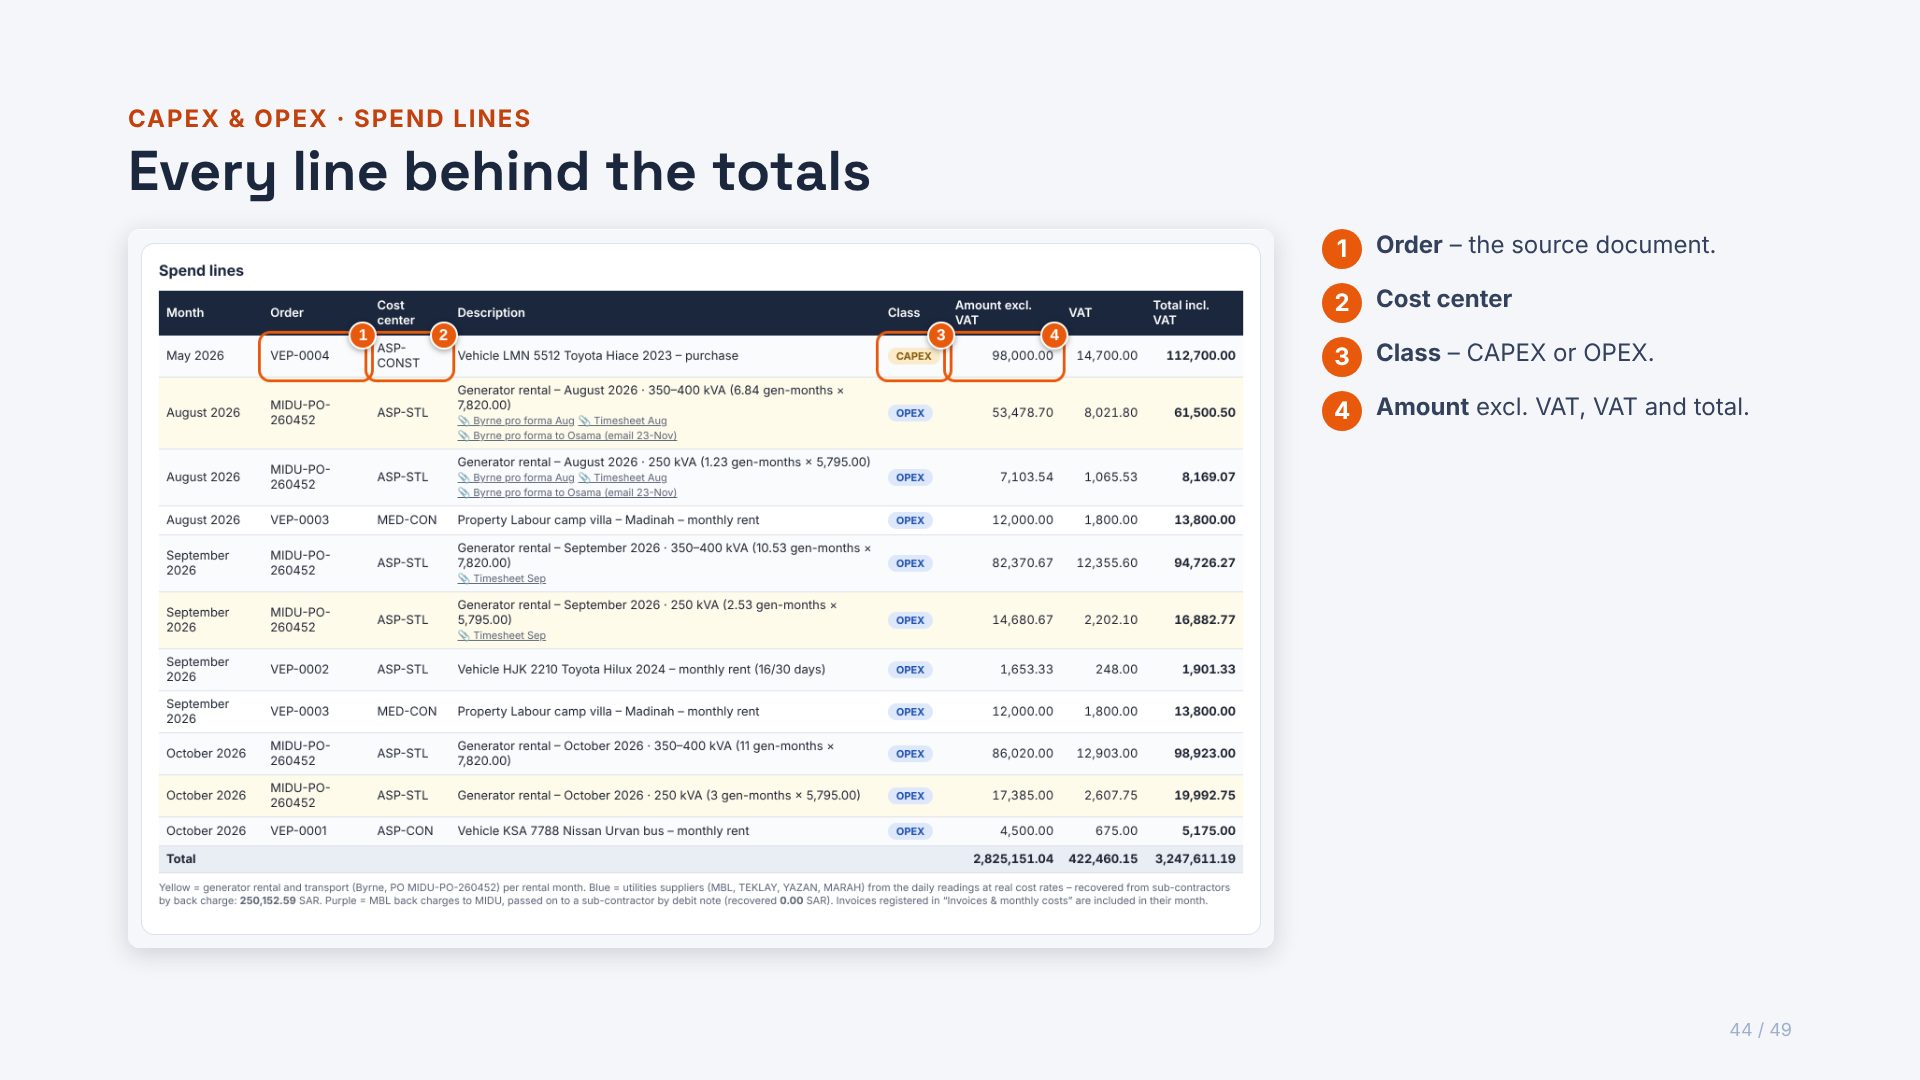 CAPEX & OPEX · SPEND LINES
Every line behind the totals
Spend lines
Month Order Cost center Description Class Amount excl. VAT VAT Total incl. VAT
1 2 3 4
May 2026 VEP-0004 ASP-CONST Vehicle LMN 5512 Toyota Hiace 2023 – purchase CAPEX 98,000.00 14,700.00 112,700.00
August 2026 MIDU-PO-260452 ASP-STL Generator rental – August 2026 · 350–400 kVA (6.84 gen-months × 7,820.00) OPEX 53,478.70 8,021.80 61,500.50
Byrne pro forma Aug Timesheet Aug
Byrne pro forma to Osama (email 23-Nov)
August 2026 MIDU-PO-260452 ASP-STL Generator rental – August 2026 · 250 kVA (1.23 gen-months × 5,795.00) OPEX 7,103.54 1,065.53 8,169.07
Byrne pro forma Aug Timesheet Aug
Byrne pro forma to Osama (email 23-Nov)
August 2026 VEP-0003 MED-CON Property Labour camp villa – Madinah – monthly rent OPEX 12,000.00 1,800.00 13,800.00
September 2026 MIDU-PO-260452 ASP-STL Generator rental – September 2026 · 350–400 kVA (10.53 gen-months × 7,820.00) OPEX 82,370.67 12,355.60 94,726.27
Timesheet Sep
September 2026 MIDU-PO-260452 ASP-STL Generator rental – September 2026 · 250 kVA (2.53 gen-months × 5,795.00) OPEX 14,680.67 2,202.10 16,882.77
Timesheet Sep
September 2026 VEP-0002 ASP-STL Vehicle HJK 2210 Toyota Hilux 2024 – monthly rent (16/30 days) OPEX 1,653.33 248.00 1,901.33
September 2026 VEP-0003 MED-CON Property Labour camp villa – Madinah – monthly rent OPEX 12,000.00 1,800.00 13,800.00
October 2026 MIDU-PO-260452 ASP-STL Generator rental – October 2026 · 350–400 kVA (11 gen-months × 7,820.00) OPEX 86,020.00 12,903.00 98,923.00
October 2026 MIDU-PO-260452 ASP-STL Generator rental – October 2026 · 250 kVA (3 gen-months × 5,795.00) OPEX 17,385.00 2,607.75 19,992.75
October 2026 VEP-0001 ASP-CON Vehicle KSA 7788 Nissan Urvan bus – monthly rent OPEX 4,500.00 675.00 5,175.00
Total 2,825,151.04 422,460.15 3,247,611.19
Yellow = generator rental and transport (Byrne, PO MIDU-PO-260452) per rental month. Blue = utilities suppliers (MBL, TEKLAY, YAZAN, MARAH) from the daily readings at real cost rates – recovered from sub-contractors
by back charge: 250,152.59 SAR. Purple = MBL back charges to MIDU, passed on to a sub-contractor by debit note (recovered 0.00 SAR). Invoices registered in “Invoices & monthly costs” are included in their month.
1 Order – the source document.
2 Cost center
3 Class – CAPEX or OPEX.
4 Amount excl. VAT, VAT and total.
44 / 49